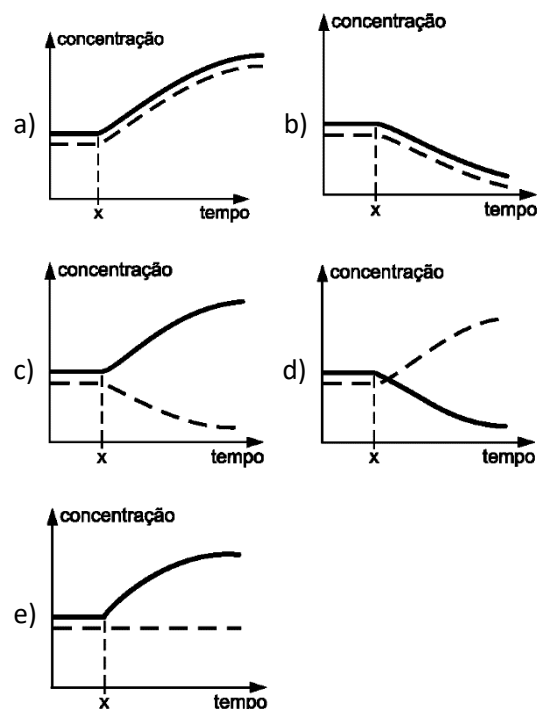 concentração
a)
x
tempo
concentração
b)
x
tempo
concentração
c)
x
tempo
concentração
d)
x
tempo
concentração
e)
x
tempo